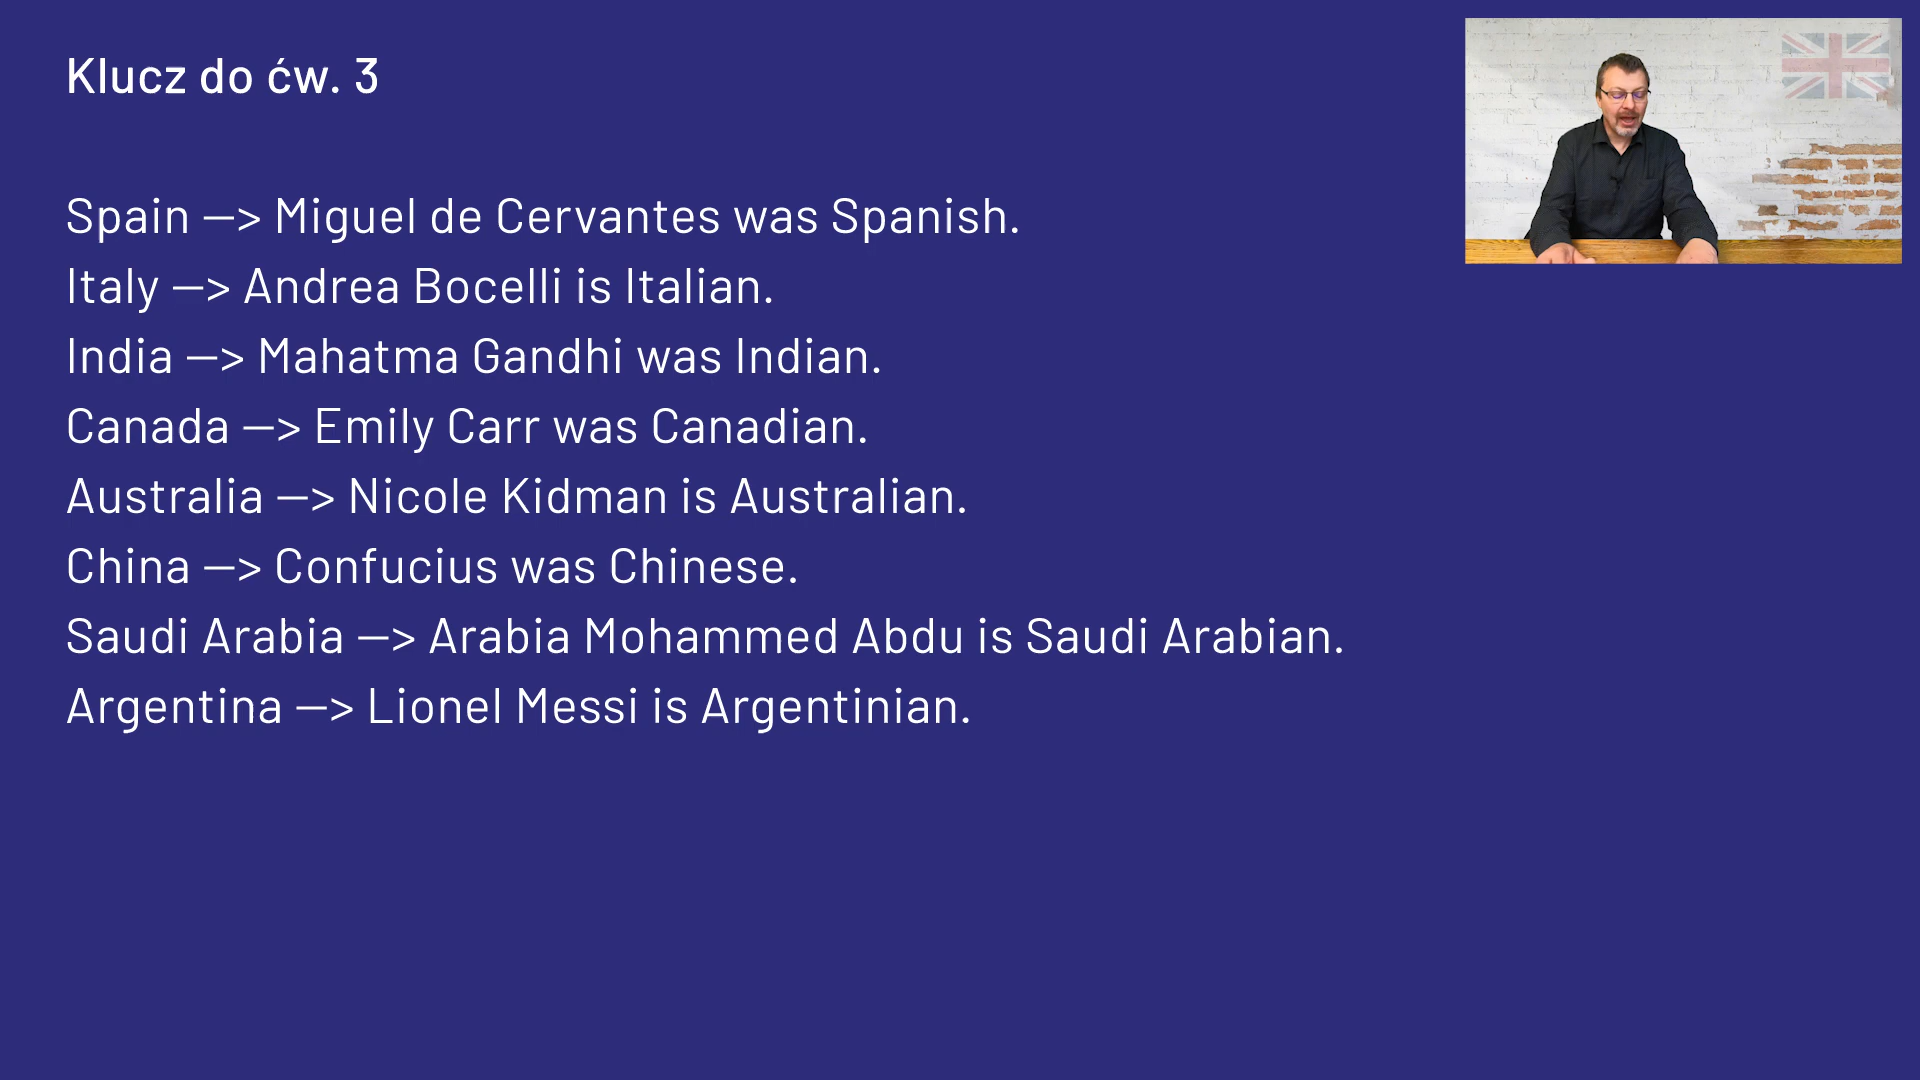 Klucz do ćw. 3
Spain —> Miguel de Cervantes was Spanish.
Italy —> Andrea Bocelli is Italian.
India —> Mahatma Gandhi was Indian.
Canada —> Emily Carr was Canadian.
Australia —> Nicole Kidman is Australian.
China —> Confucius was Chinese.
Saudi Arabia —> Arabia Mohammed Abdu is Saudi Arabian.
Argentina —> Lionel Messi is Argentinian.